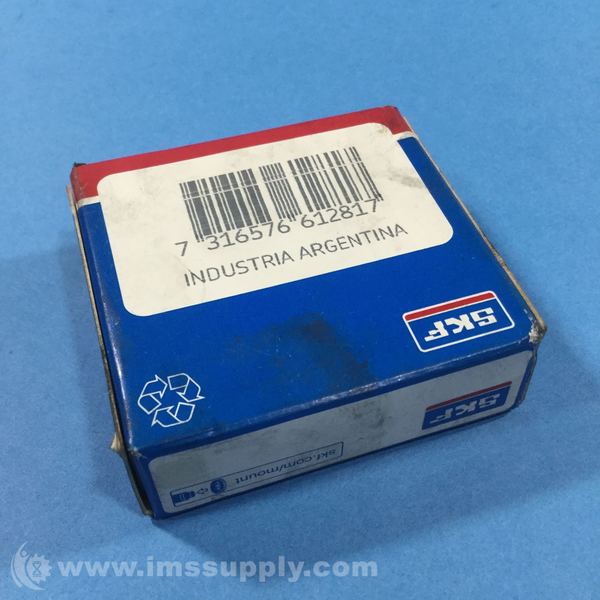 7 316576 612817
INDUSTRIA ARGENTINA
SKF
SKF
skf.com/mount
www.imssupply.com